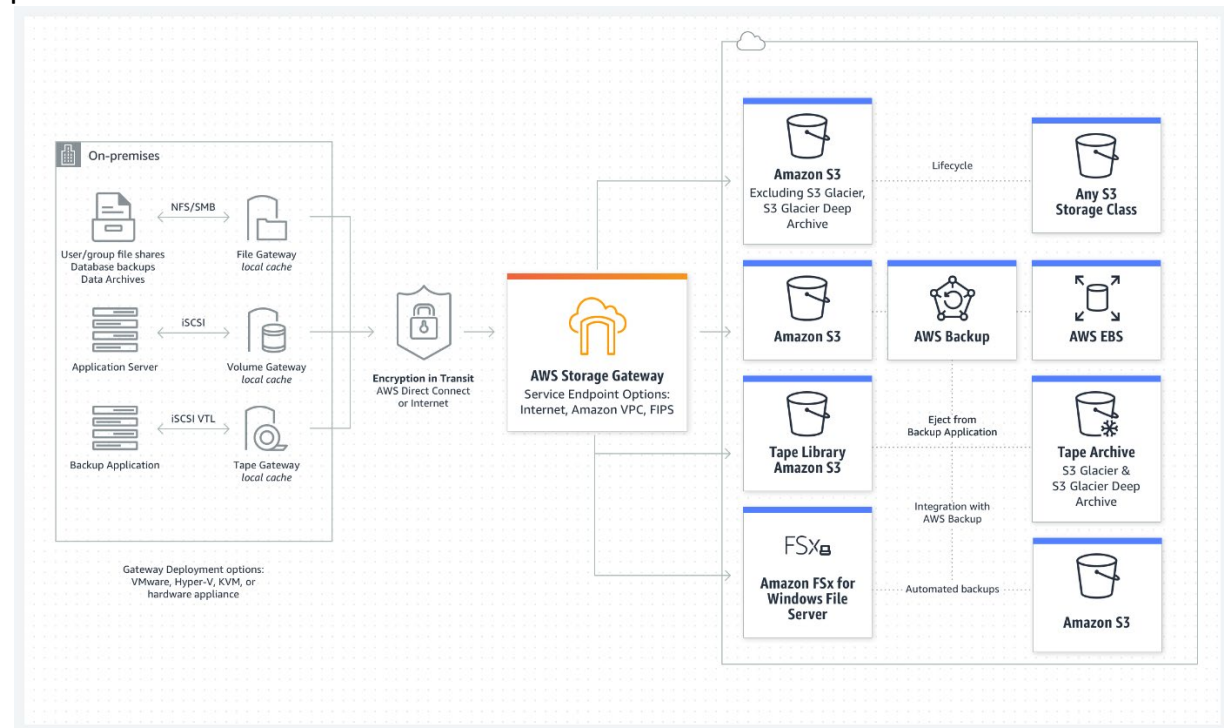 On-premises
NFS/SMB
User/group file shares
Database backups
Data Archives
File Gateway
local cache
iSCSI
Application Server
Volume Gateway
local cache
iSCSI VTL
Backup Application
Tape Gateway
local cache
Gateway Deployment options:
VMware, Hyper-V, KVM, or
hardware appliance
Encryption in Transit
AWS Direct Connect
or Internet
AWS Storage Gateway
Service Endpoint Options:
Internet, Amazon VPC, FIPS
Amazon S3
Excluding S3 Glacier,
S3 Glacier Deep
Archive
Lifecycle
Any S3
Storage Class
Amazon S3
AWS Backup
AWS EBS
Tape Library
Amazon S3
Eject from
Backup Application
Tape Archive
S3 Glacier &
S3 Glacier Deep
Archive
Integration with
AWS Backup
FSx
Amazon FSx for
Windows File
Server
Automated backups
Amazon S3